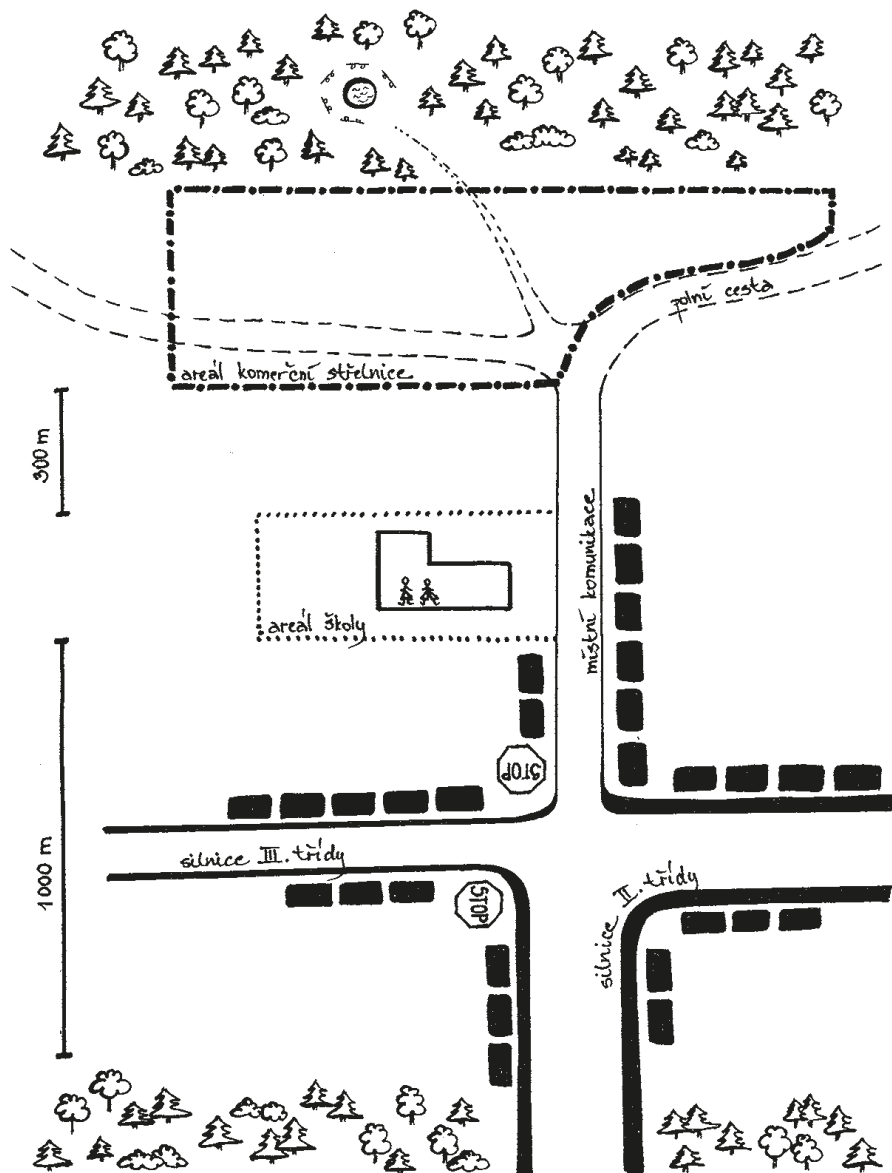 polní cesta
areál komerční střelnice
300 m
místní komunikace
areál školy
STOP
silnice III. třídy
1000 m
STOP
silnice II. třídy